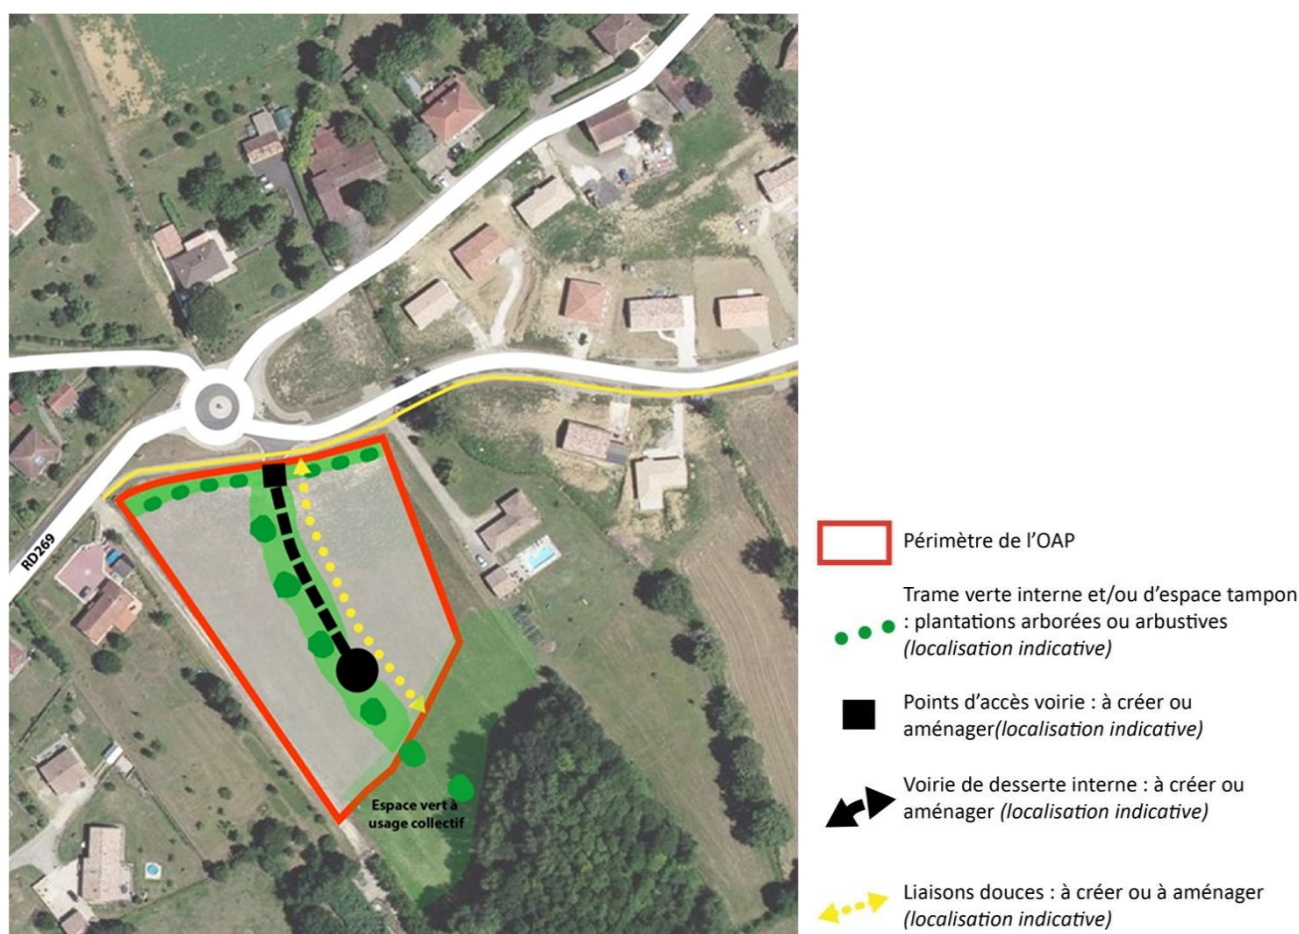 RD269
Espace vert à
usage collectif
Périmètre de l'OAP
Trame verte interne et/ou d'espace tampon
: plantations arborées ou arbustives
(localisation indicative)
Points d'accès voirie : à créer ou
aménager(localisation indicative)
Voirie de desserte interne : à créer ou
aménager (localisation indicative)
Liaisons douces : à créer ou à aménager
(localisation indicative)